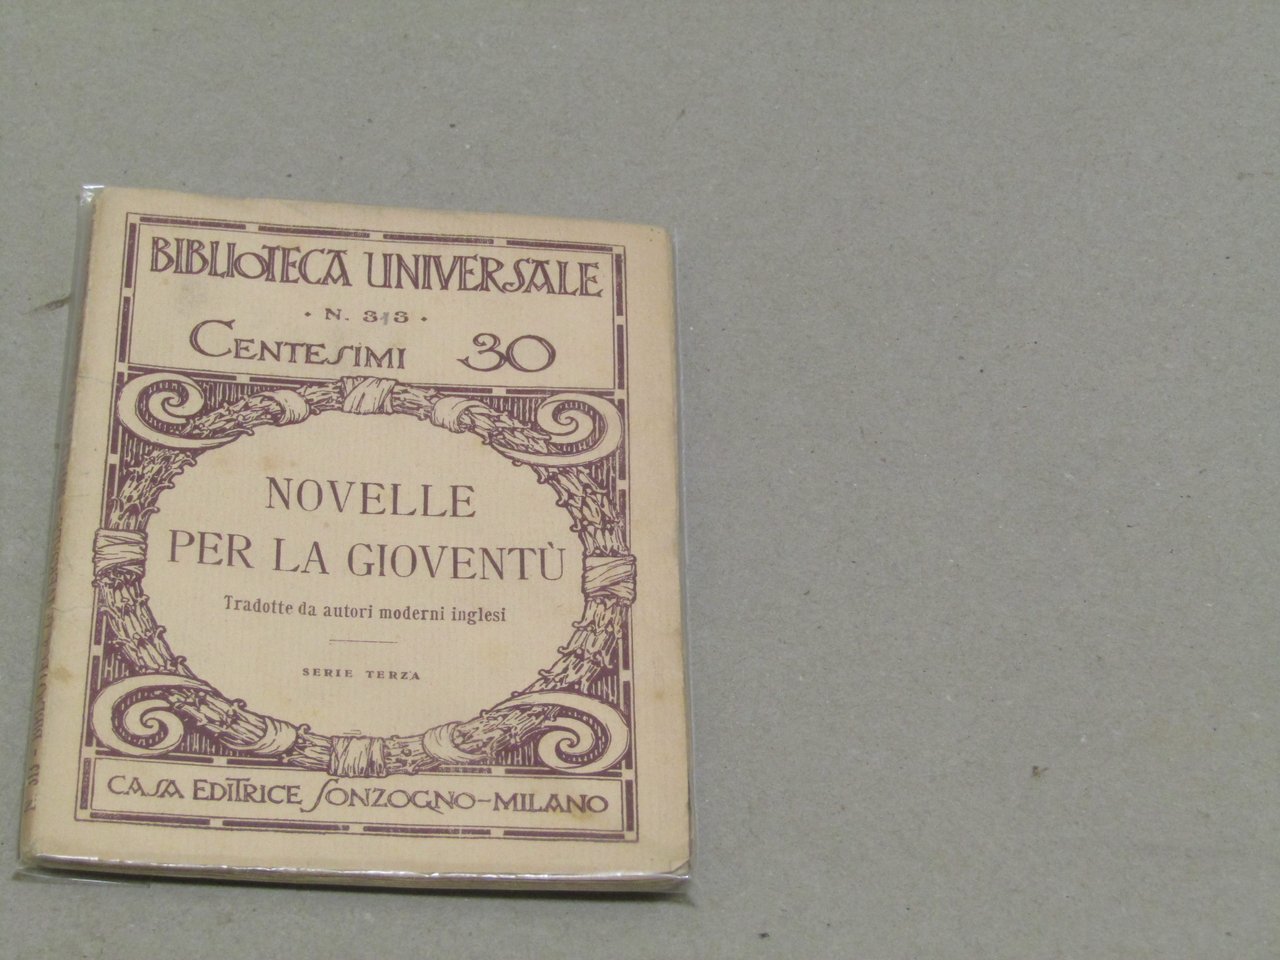 BIBLIOTECA UNIVERSALE
· N. 313 ·
CENTESIMI 30
NOVELLE
PER LA GIOVENTÙ
Tradotte da autori moderni inglesi
SERIE TERZA
CASA EDITRICE SONZOGNO-MILANO